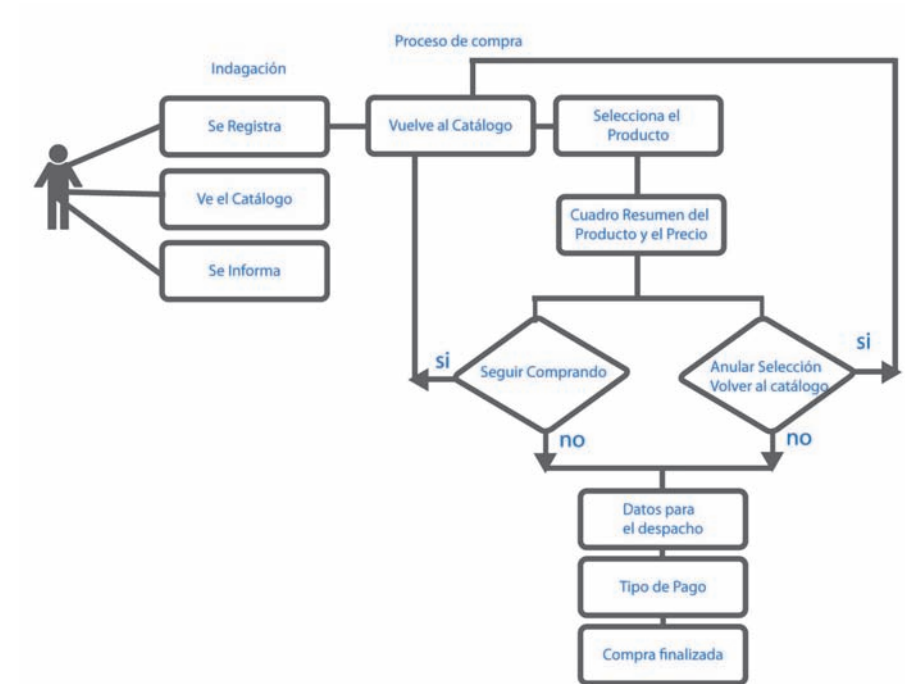 Proceso de compra
Indagación
Se Registra
Vuelve al Catálogo
Selecciona el
Producto
Ve el Catálogo
Cuadro Resumen del
Producto y el Precio
Se Informa
si
Seguir Comprando
Anular Selección
Volver al catálogo
si
no
no
Datos para
el despacho
Tipo de Pago
Compra finalizada